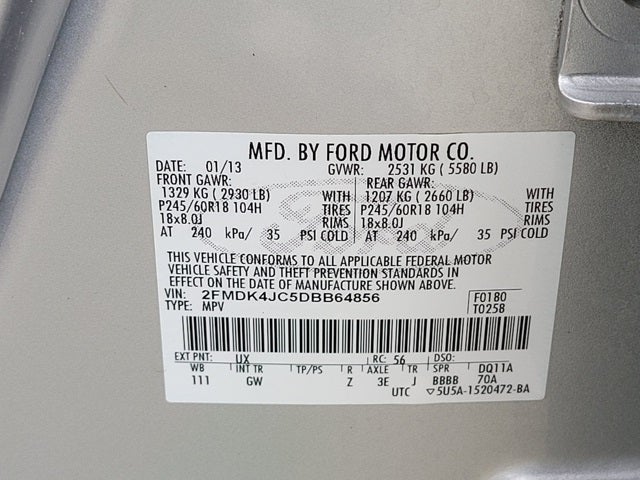 MFD. BY FORD MOTOR CO.
DATE: 01/13 GVWR: 2531 KG ( 5580 LB)
FRONT GAWR: REAR GAWR:
1329 KG ( 2930 LB) WITH 1207 KG ( 2660 LB) WITH
P245/60R18 104H TIRES P245/60R18 104H TIRES
18x8.0J RIMS 18x8.0J RIMS
AT 240 kPa/ 35 PSI COLD AT 240 kPa/ 35 PSI COLD
THIS VEHICLE CONFORMS TO ALL APPLICABLE FEDERAL MOTOR
VEHICLE SAFETY AND THEFT PREVENTION STANDARDS IN
EFFECT ON THE DATE OF MANUFACTURE SHOWN ABOVE.
VIN: 2FMDK4JC5DBB64856 F0180
TYPE: MPV T025B
EXT PNT: UX RC: 56 DSO:
WB INT TR TP/PS R AXLE TR SPR DQ11A
111 GW Z 3E J BBBB 70A
UTC ▽5U5A-1520472-BA